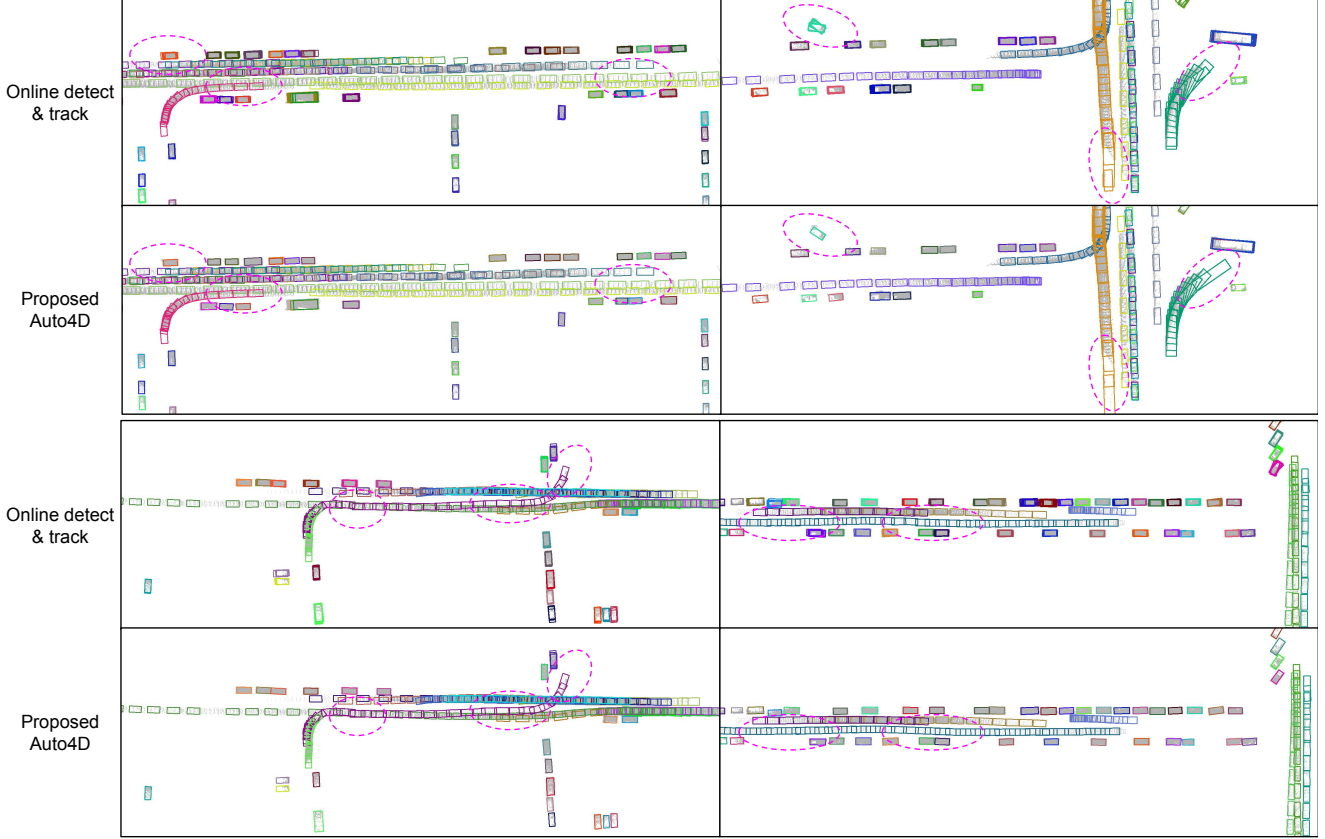 Online detect
& track
Proposed
Auto4D
Online detect
& track
Proposed
Auto4D